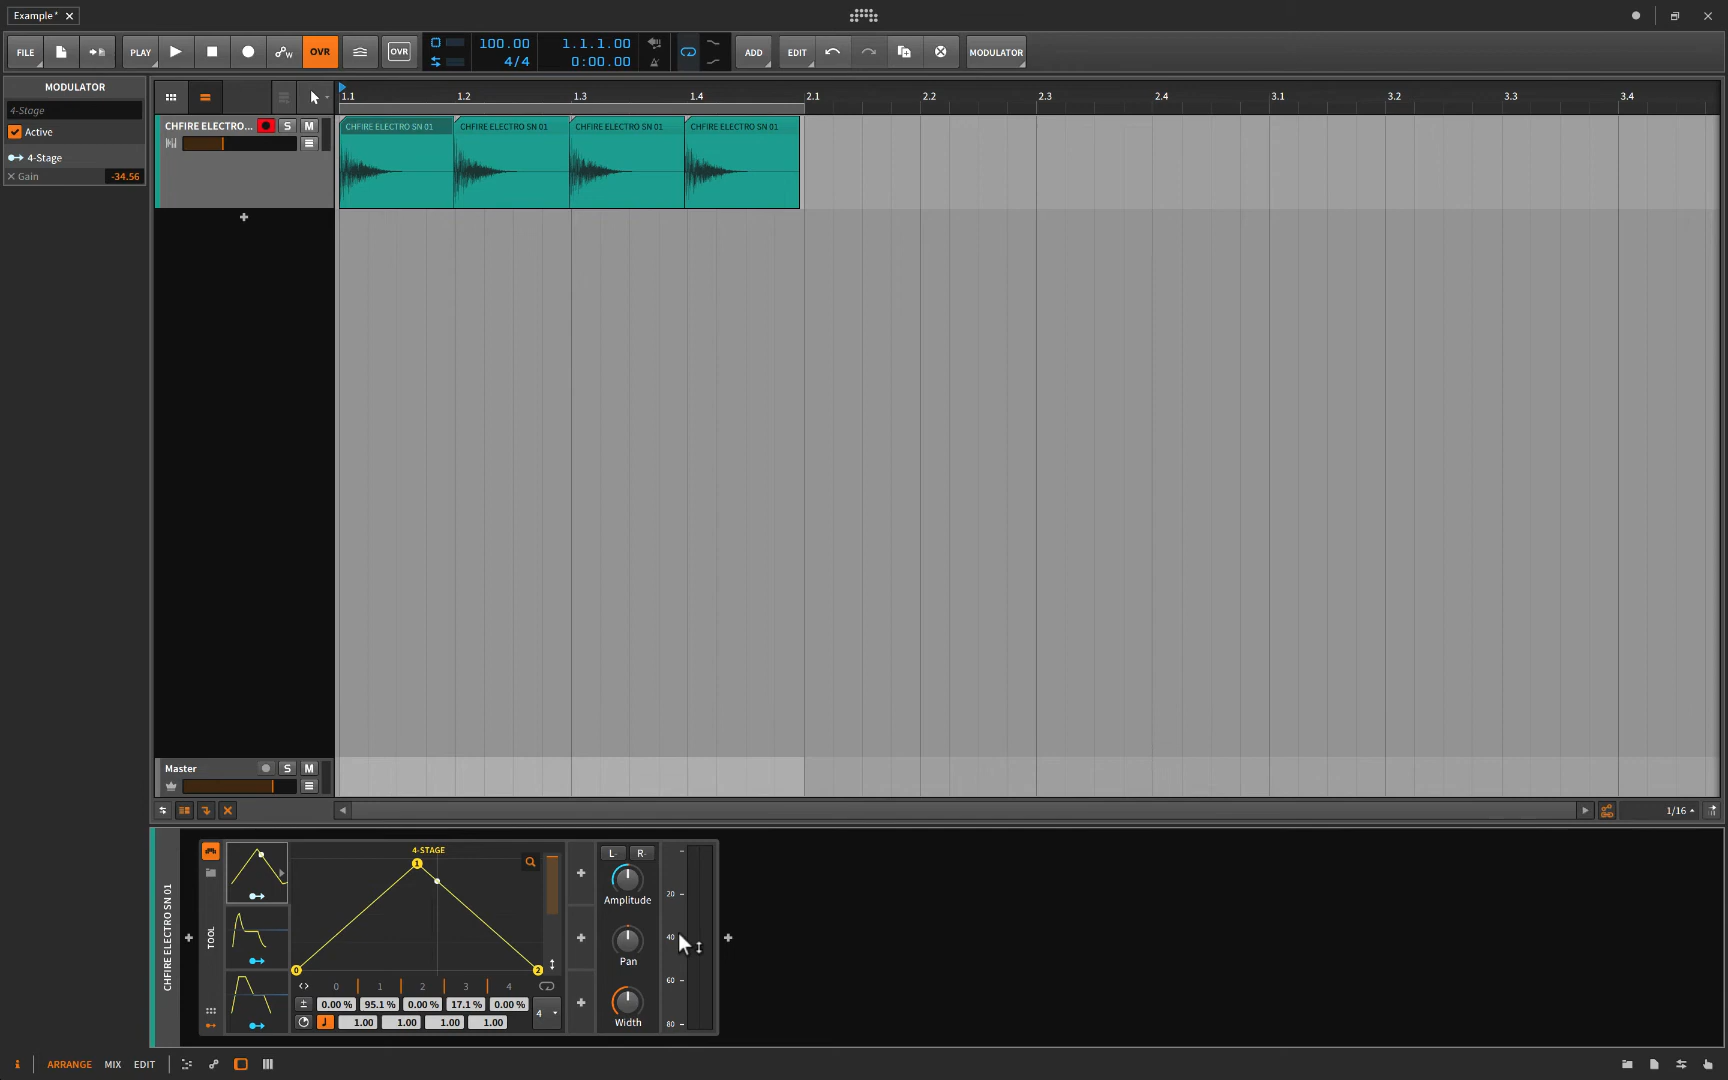 Example*
FILE
PLAY
OVR
OVR
100.00
4/4
1.1.1.00
0:00.00
ADD
EDIT
MODULATOR
MODULATOR
4-Stage
Active
4-Stage
Gain -34.56
1.1 1.2 1.3 1.4 2.1 2.2 2.3 2.4 3.1 3.2 3.3 3.4
CHFIRE ELECTRO... S M
CHFIRE ELECTRO SN 01 CHFIRE ELECTRO SN 01 CHFIRE ELECTRO SN 01 CHFIRE ELECTRO SN 01
Master S M
1/16
CHFIRE ELECTRO SN 01
TOOL
4-STAGE
0 1 2
0 1 2 3 4
0.00 % 95.1 % 0.00 % 17.1 % 0.00 %
1.00 1.00 1.00 1.00
4
L- R-
Amplitude
Pan
Width
20
40
60
80
ARRANGE MIX EDIT